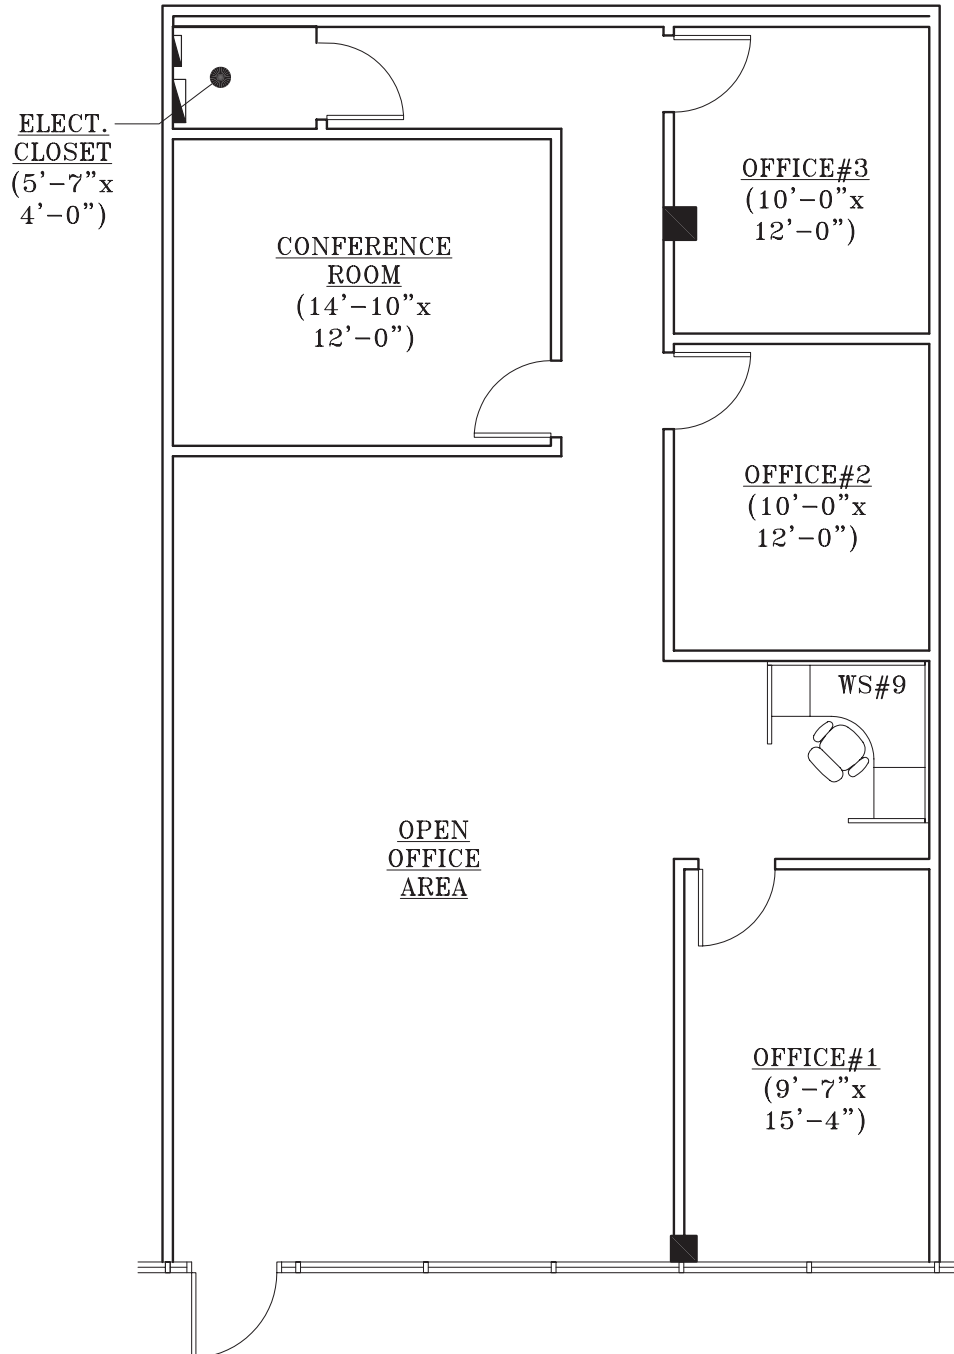 ELECT.
CLOSET
(5'-7”x
4'-0”)
CONFERENCE
ROOM
(14'-10”x
12'-0”)
OFFICE#3
(10'-0”x
12'-0”)
OFFICE#2
(10'-0”x
12'-0”)
WS#9
OPEN
OFFICE
AREA
OFFICE#1
(9'-7”x
15'-4”)